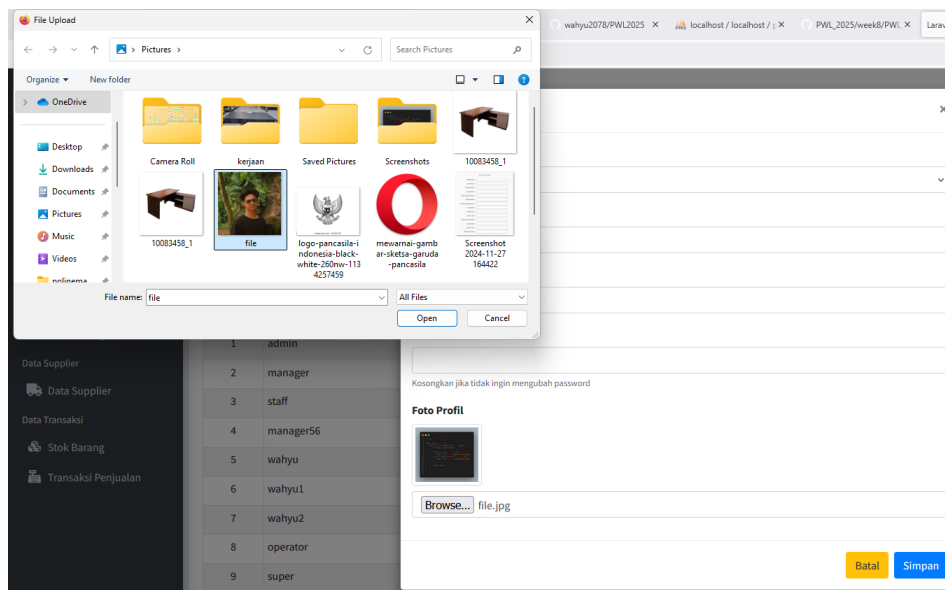 File Upload
wahyu2078/PWL2025
localhost / localhost / p
PWL_2025/week8/PWL
Larav
Pictures
Search Pictures
Organize
New folder
OneDrive
Desktop
Downloads
Documents
Pictures
Music
Videos
polinema
Camera Roll
kerjaan
Saved Pictures
Screenshots
10083458_1
10083458_1
file
logo-pancasila-i
ndonesia-black-
white-260nw-113
4257459
mewarnai-gamb
ar-sketsa-garuda
-pancasila
Screenshot
2024-11-27
164422
File name: file
All Files
Open
Cancel
1 admin
2 manager
3 staff
4 manager56
5 wahyu
6 wahyu1
7 wahyu2
8 operator
9 super
Data Supplier
Data Supplier
Data Transaksi
Stok Barang
Transaksi Penjualan
Kosongkan jika tidak ingin mengubah password
Foto Profil
Browse... file.jpg
Batal
Simpan